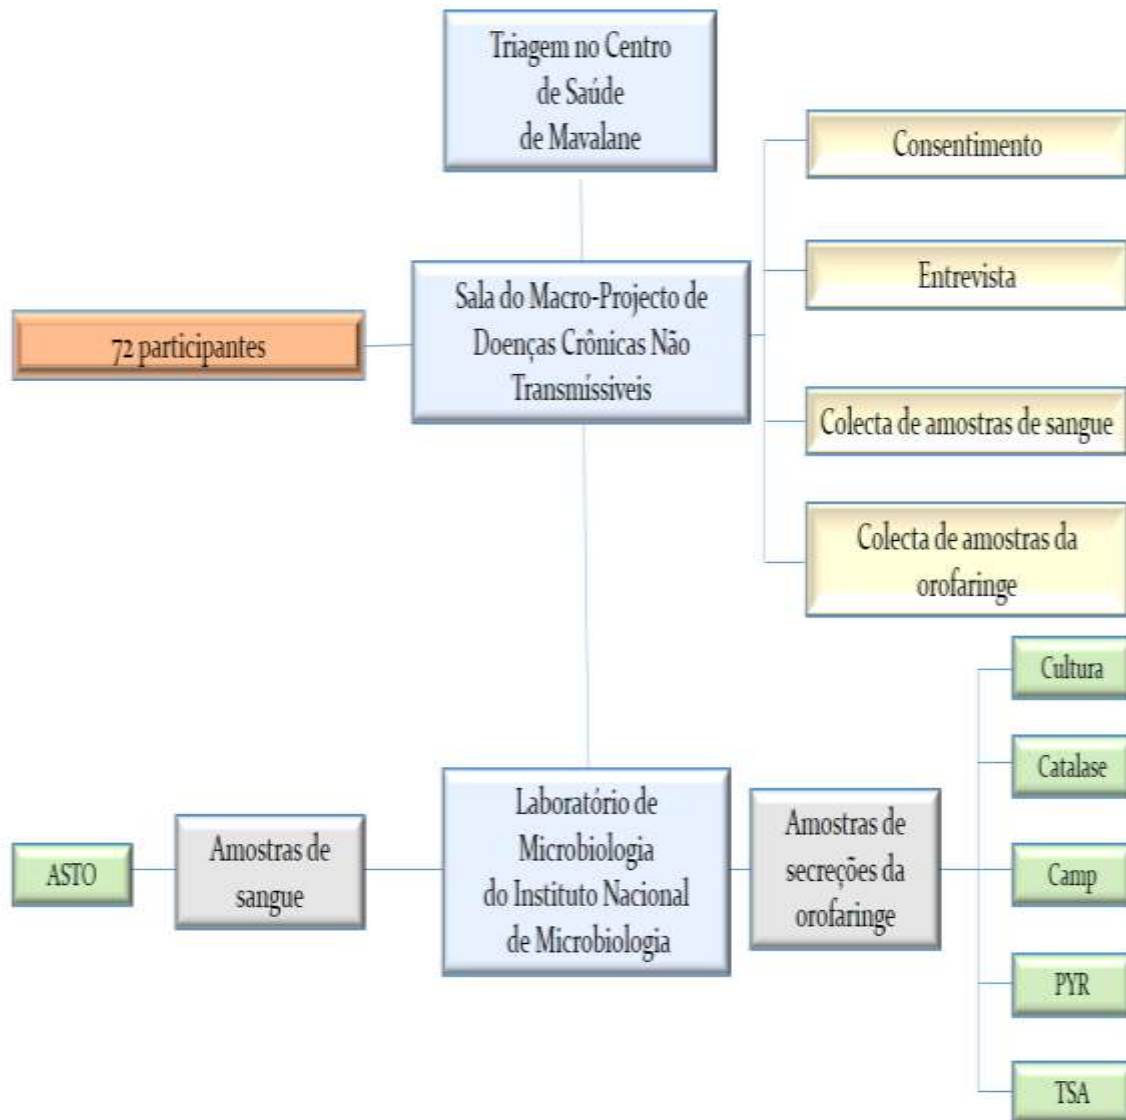 Triagem no Centro
de Saúde
de Mavalane
Consentimento
Entrevista
Sala do Macro-Projecto de
Doenças Crônicas Não
Transmíssiveis
72 participantes
Colecta de amostras de sangue
Colecta de amostras da
orofaringe
Cultura
Catalase
Laboratório de
Microbiologia
do Instituto Nacional
de Microbiologia
Amostras de
secreções da
orofaringe
Amostras de
sangue
ASTO
Camp
PYR
TSA